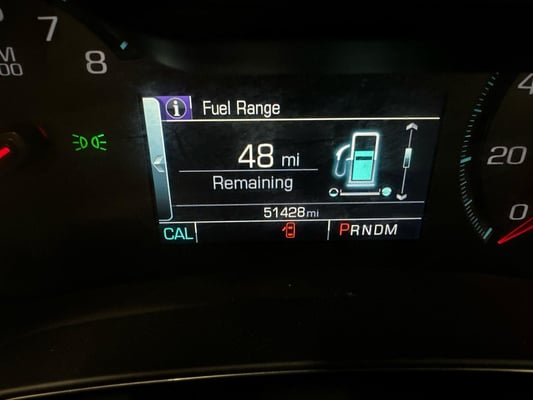 7
8
M
00
Fuel Range
48 mi
Remaining
51428mi
CAL
PRNDM
4
20
0